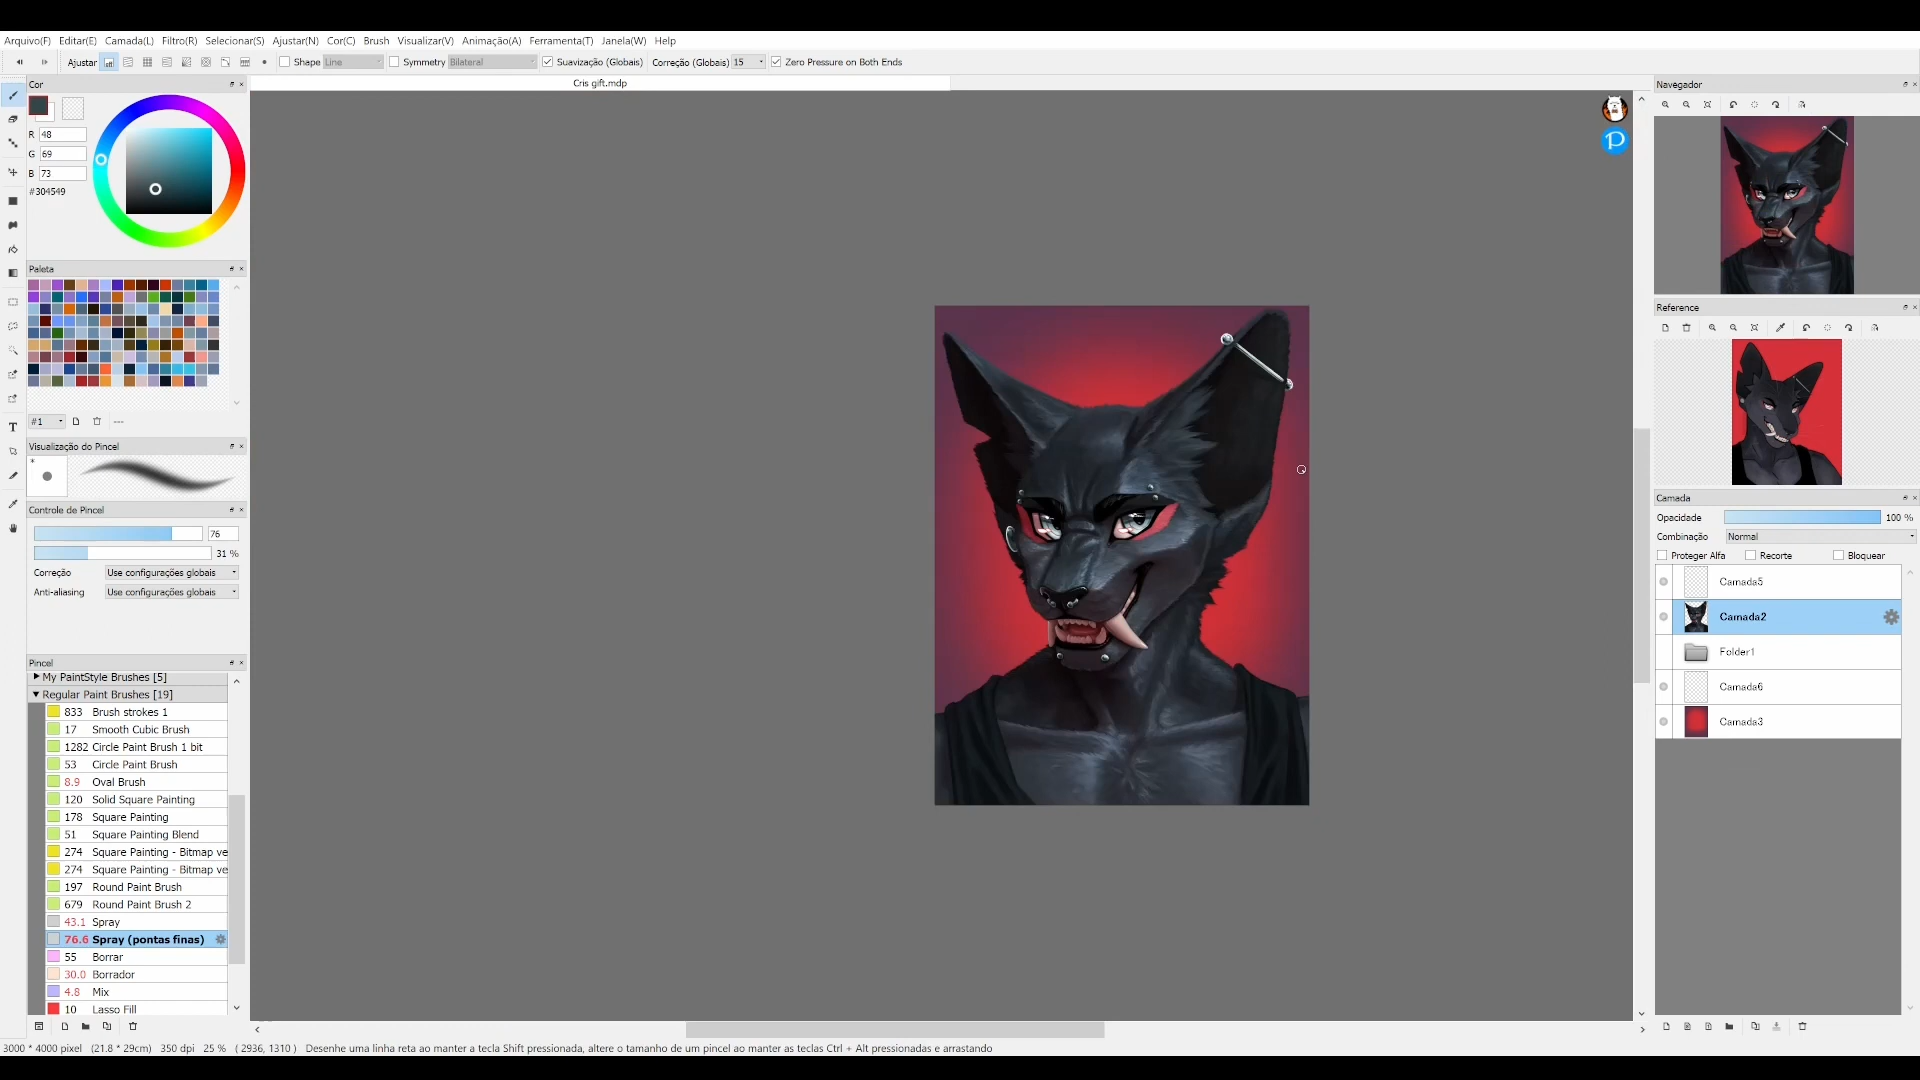 Arquivo(F) Editar(E) Camada(L) Filtro(R) Selecionar(S) Ajustar(N) Cor(C) Brush Visualizar(V) Animação(A) Ferramenta(T) Janela(W) Help
Ajustar Shape Line Symmetry Bilateral Suavização (Globais) Correção (Globais) 15 Zero Pressure on Both Ends
Cor
Cris gift.mdp
R 48
G 69
B 73
#304549
Paleta
#1
---
Visualização do Pincel
*
Controle de Pincel
76
31 %
Correção Use configurações globais
Anti-aliasing Use configurações globais
Pincel
My PaintStyle Brushes [5]
Regular Paint Brushes [19]
833 Brush strokes 1
17 Smooth Cubic Brush
1282 Circle Paint Brush 1 bit
53 Circle Paint Brush
8.9 Oval Brush
120 Solid Square Painting
178 Square Painting
51 Square Painting Blend
274 Square Painting - Bitmap ve
274 Square Painting - Bitmap ve
197 Round Paint Brush
679 Round Paint Brush 2
43.1 Spray
76.6 Spray (pontas finas)
55 Borrar
30.0 Borrador
4.8 Mix
10 Lasso Fill
T
P
Navegador
Reference
Camada
Opacidade 100 %
Combinação Normal
Proteger Alfa Recorte Bloquear
Camada5
Camada2
Folder1
Camada6
Camada3
3000 * 4000 pixel (21.8 * 29cm) 350 dpi 25 % ( 2936, 1310 ) Desenhe uma linha reta ao manter a tecla Shift pressionada, altere o tamanho de um pincel ao manter as teclas Ctrl + Alt pressionadas e arrastando